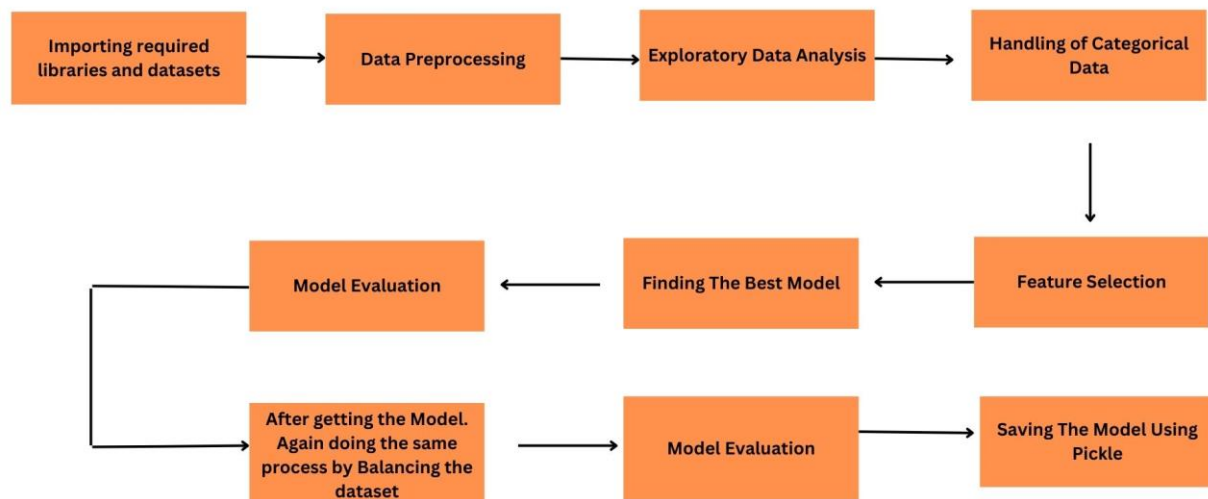 Importing required
libraries and datasets
Data Preprocessing
Exploratory Data Analysis
Handling of Categorical
Data
Feature Selection
Finding The Best Model
Model Evaluation
After getting the Model.
Again doing the same
process by Balancing the
dataset
Model Evaluation
Saving The Model Using
Pickle